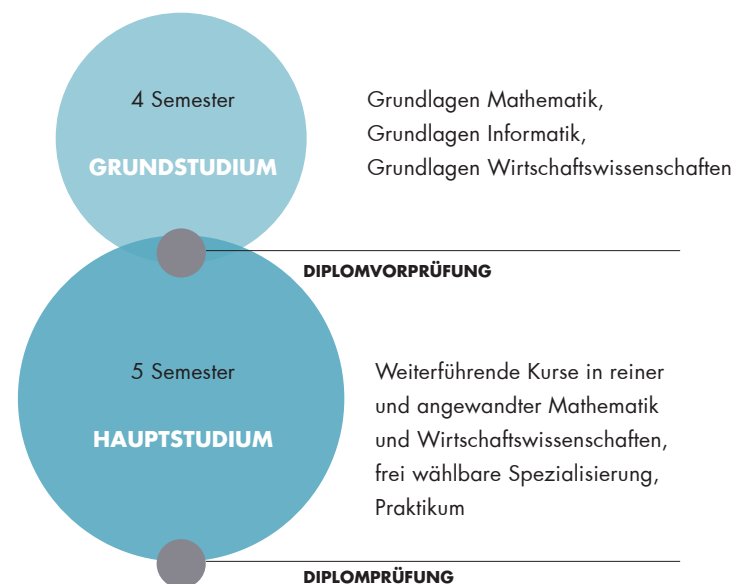 4 Semester
GRUNDSTUDIUM
Grundlagen Mathematik,
Grundlagen Informatik,
Grundlagen Wirtschaftswissenschaften
DIPLOMVORPRÜFUNG
5 Semester
HAUPTSTUDIUM
Weiterführende Kurse in reiner
und angewandter Mathematik
und Wirtschaftswissenschaften,
frei wählbare Spezialisierung,
Praktikum
DIPLOMPRÜFUNG